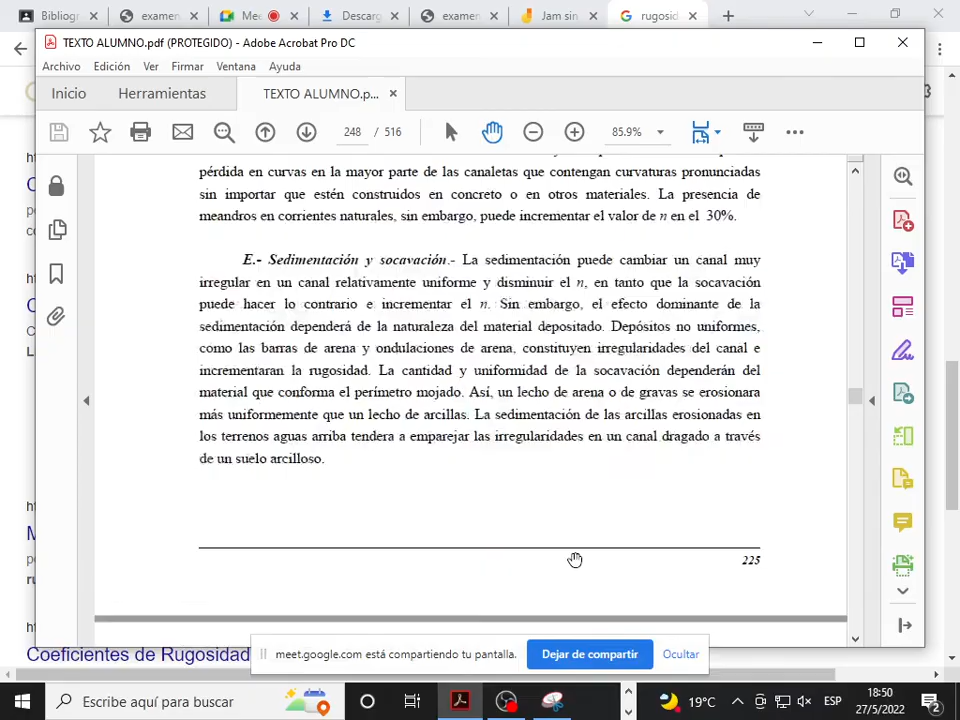 Bibliog
examen
Mee
Descarg
examen
Jam sin
rugosid
TEXTO ALUMNO.pdf (PROTEGIDO) - Adobe Acrobat Pro DC
Archivo Edición Ver Firmar Ventana Ayuda
Inicio Herramientas TEXTO ALUMNO.p...
248 / 516 85.9%
pérdida en curvas en la mayor parte de las canaletas que contengan curvaturas pronunciadas
sin importar que estén construidos en concreto o en otros materiales. La presencia de
meandros en corrientes naturales, sin embargo, puede incrementar el valor de n en el 30%.
E.- Sedimentación y socavación.- La sedimentación puede cambiar un canal muy
irregular en un canal relativamente uniforme y disminuir el n, en tanto que la socavación
puede hacer lo contrario e incrementar el n. Sin embargo, el efecto dominante de la
sedimentación dependerá de la naturaleza del material depositado. Depósitos no uniformes,
como las barras de arena y ondulaciones de arena, constituyen irregularidades del canal e
incrementaran la rugosidad. La cantidad y uniformidad de la socavación dependerán del
material que conforma el perímetro mojado. Así, un lecho de arena o de gravas se erosionara
más uniformemente que un lecho de arcillas. La sedimentación de las arcillas erosionadas en
los terrenos aguas arriba tendera a emparejar las irregularidades en un canal dragado a través
de un suelo arcilloso.
225
Coeficientes de Rugosidad
meet.google.com está compartiendo tu pantalla. Dejar de compartir Ocultar
Escribe aquí para buscar
19°C
ESP
18:50
27/5/2022
2